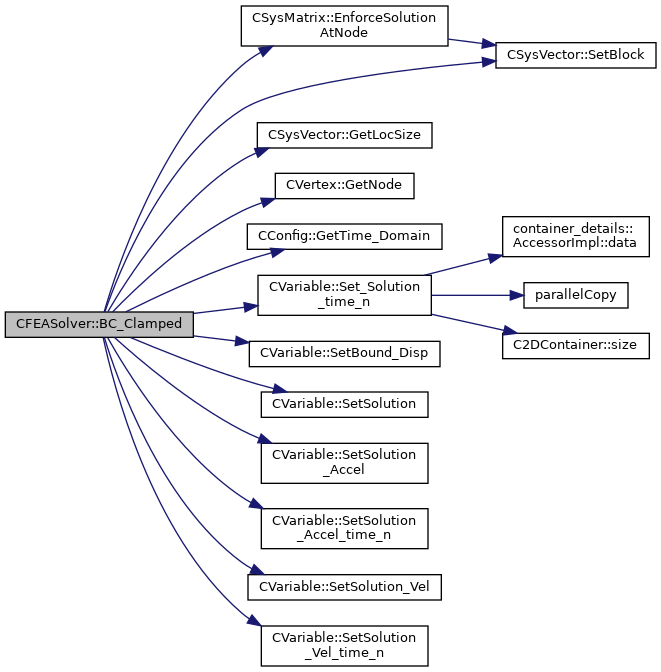 CSysMatrix::EnforceSolution
AtNode
CSysVector::SetBlock
CSysVector::GetLocSize
CVertex::GetNode
CConfig::GetTime_Domain
container_details::
AccessorImpl::data
CVariable::Set_Solution
_time_n
parallelCopy
CFEASolver::BC_Clamped
C2DContainer::size
CVariable::SetBound_Disp
CVariable::SetSolution
CVariable::SetSolution
_Accel
CVariable::SetSolution
_Accel_time_n
CVariable::SetSolution_Vel
CVariable::SetSolution
_Vel_time_n